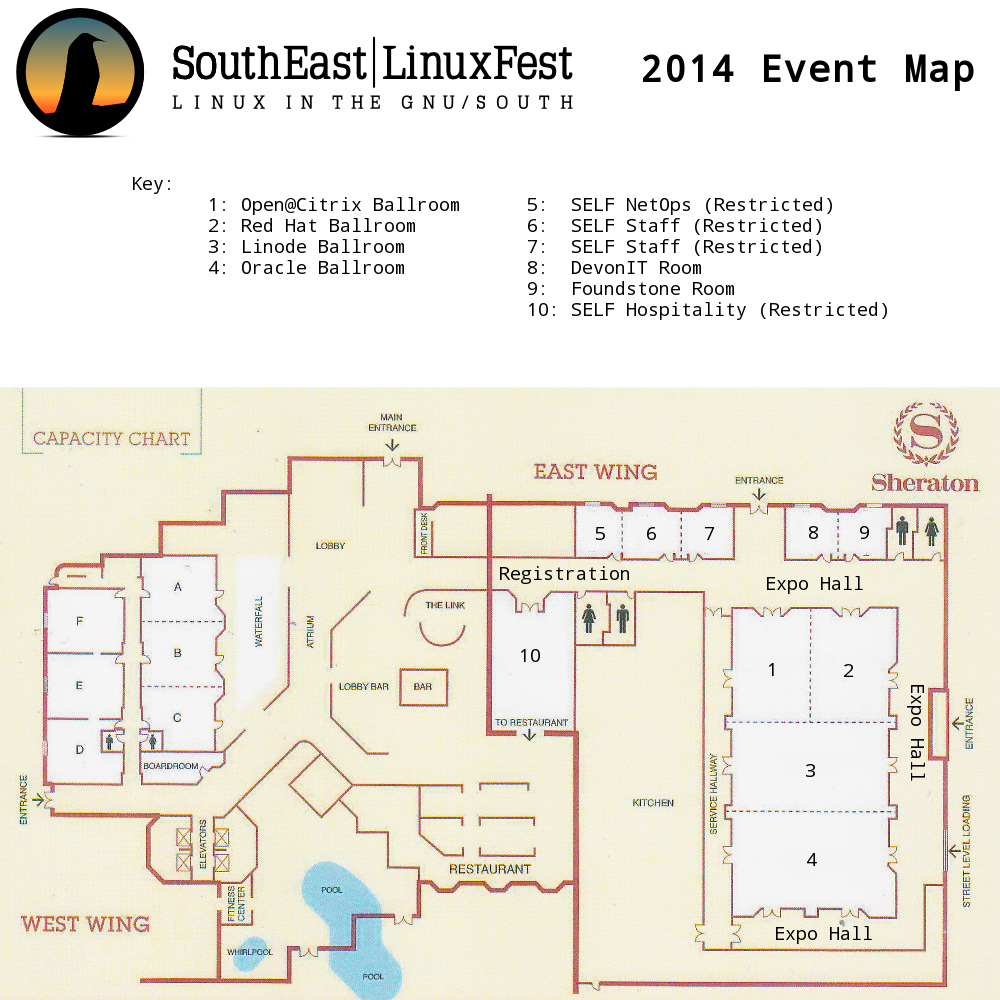 SouthEast|LinuxFest
LINUX IN THE GNU/SOUTH
2014 Event Map
Key:
1: Open@Citrix Ballroom
2: Red Hat Ballroom
3: Linode Ballroom
4: Oracle Ballroom
5: SELF NetOps (Restricted)
6: SELF Staff (Restricted)
7: SELF Staff (Restricted)
8: DevonIT Room
9: Foundstone Room
10: SELF Hospitality (Restricted)
CAPACITY CHART
MAIN
ENTRANCE
EAST WING
ENTRANCE
S
Sheraton
FRONT DESK
5
6
7
8
9
LOBBY
Registration
Expo Hall
A
B
C
F
E
D
BOARDROOM
WATERFALL
ATRIUM
THE LINK
LOBBY BAR
BAR
10
TO RESTAURANT
1
2
3
4
Expo Hall
ENTRANCE
STREET LEVEL LOADING
SERVICE HALLWAY
KITCHEN
ENTRANCE
ELEVATORS
FITNESS
CENTER
RESTAURANT
POOL
WEST WING
WHIRLPOOL
POOL
Expo Hall